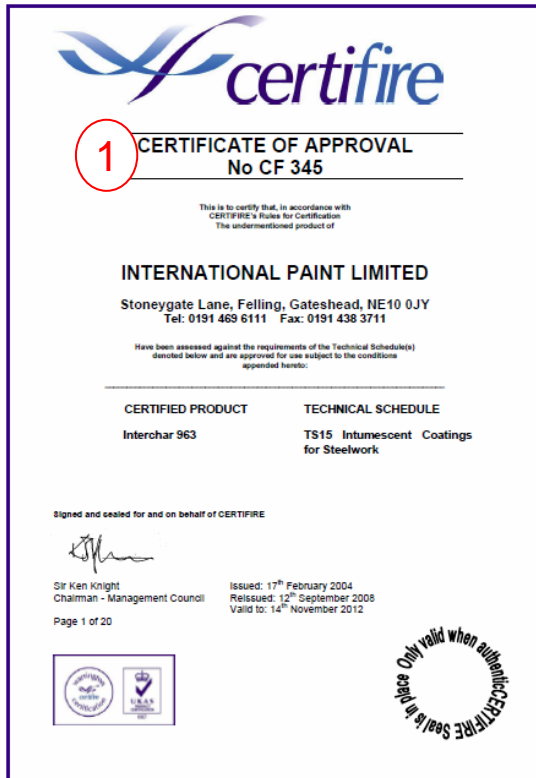 certifire
1
CERTIFICATE OF APPROVAL
No CF 345
This is to certify that, in accordance with
CERTIFIRE's Rules for Certification
The undermentioned product of
INTERNATIONAL PAINT LIMITED
Stoneygate Lane, Felling, Gateshead, NE10 0JY
Tel: 0191 469 6111 Fax: 0191 438 3711
Have been assessed against the requirements of the Technical Schedule(s)
denoted below and are approved for use subject to the conditions
appended hereto:
CERTIFIED PRODUCT TECHNICAL SCHEDULE
Interchar 963 TS15 Intumescent Coatings
for Steelwork
Signed and sealed for and on behalf of CERTIFIRE
Sir Ken Knight Issued: 17th February 2004
Chairman - Management Council Reissued: 12th September 2008
Valid to: 14th November 2012
Page 1 of 20
warrington
certifire
certification
UKAS
Only valid when authentic CERTIFIRE Seal is in place